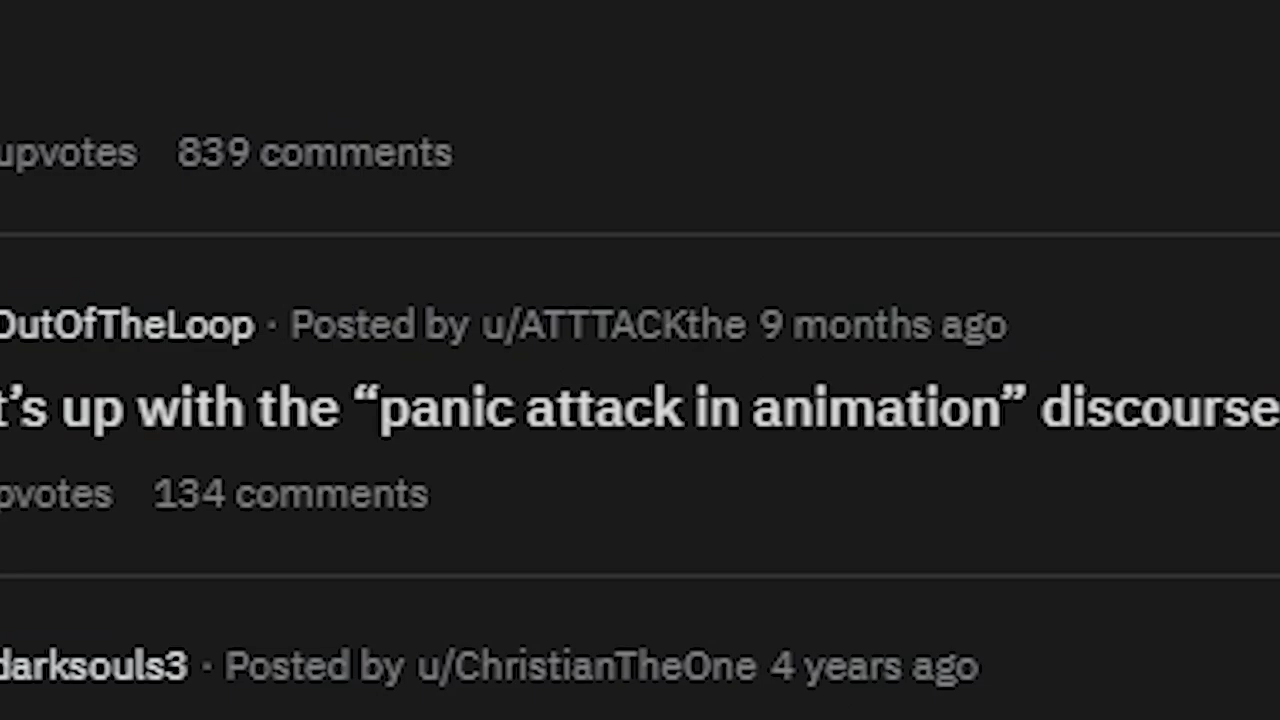 upvotes 839 comments
OutOfTheLoop · Posted by u/ATTTACKthe 9 months ago
t’s up with the “panic attack in animation” discourse
pvotes 134 comments
darksouls3 · Posted by u/ChristianTheOne 4 years ago